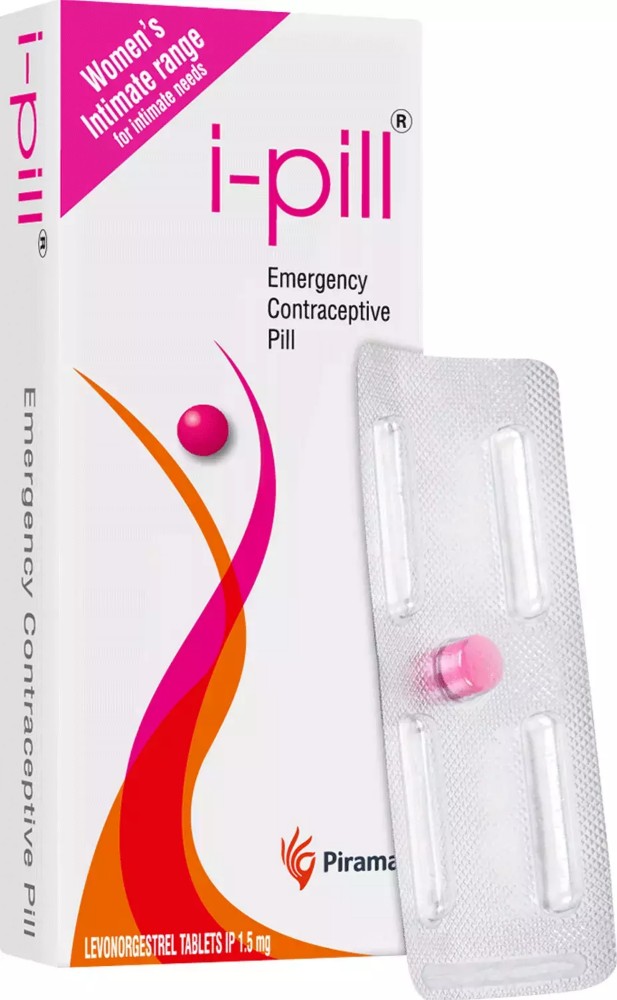 Women's
Intimate range
for intimate needs
i-pill®
Emergency
Contraceptive
Pill
Pirama
LEVONORGESTREL TABLETS IP 1.5 mg
i-pill®
Emergency Contraceptive Pill